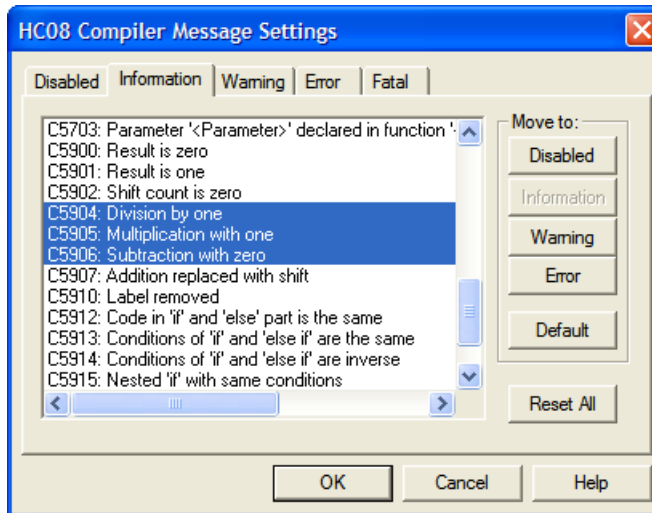 HC08 Compiler Message Settings
Disabled Information Warning Error Fatal
C5703: Parameter '<Parameter>' declared in function '
C5900: Result is zero
C5901: Result is one
C5902: Shift count is zero
C5904: Division by one
C5905: Multiplication with one
C5906: Subtraction with zero
C5907: Addition replaced with shift
C5910: Label removed
C5912: Code in 'if' and 'else' part is the same
C5913: Conditions of 'if' and 'else if' are the same
C5914: Conditions of 'if' and 'else if' are inverse
C5915: Nested 'if' with same conditions
Move to:
Disabled
Information
Warning
Error
Default
Reset All
OK Cancel Help